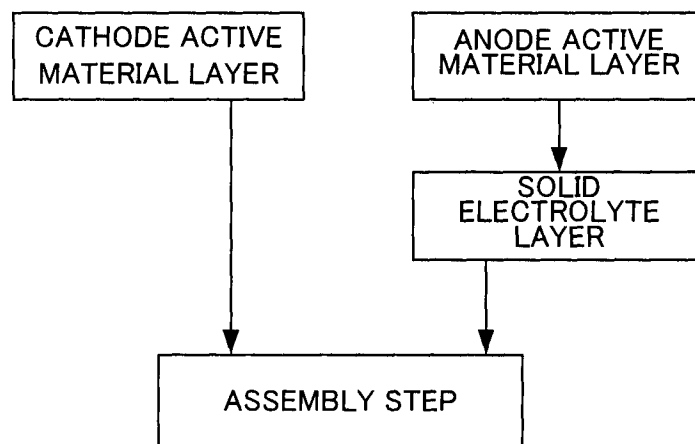 CATHODE ACTIVE
MATERIAL LAYER
ANODE ACTIVE
MATERIAL LAYER
SOLID
ELECTROLYTE
LAYER
ASSEMBLY STEP